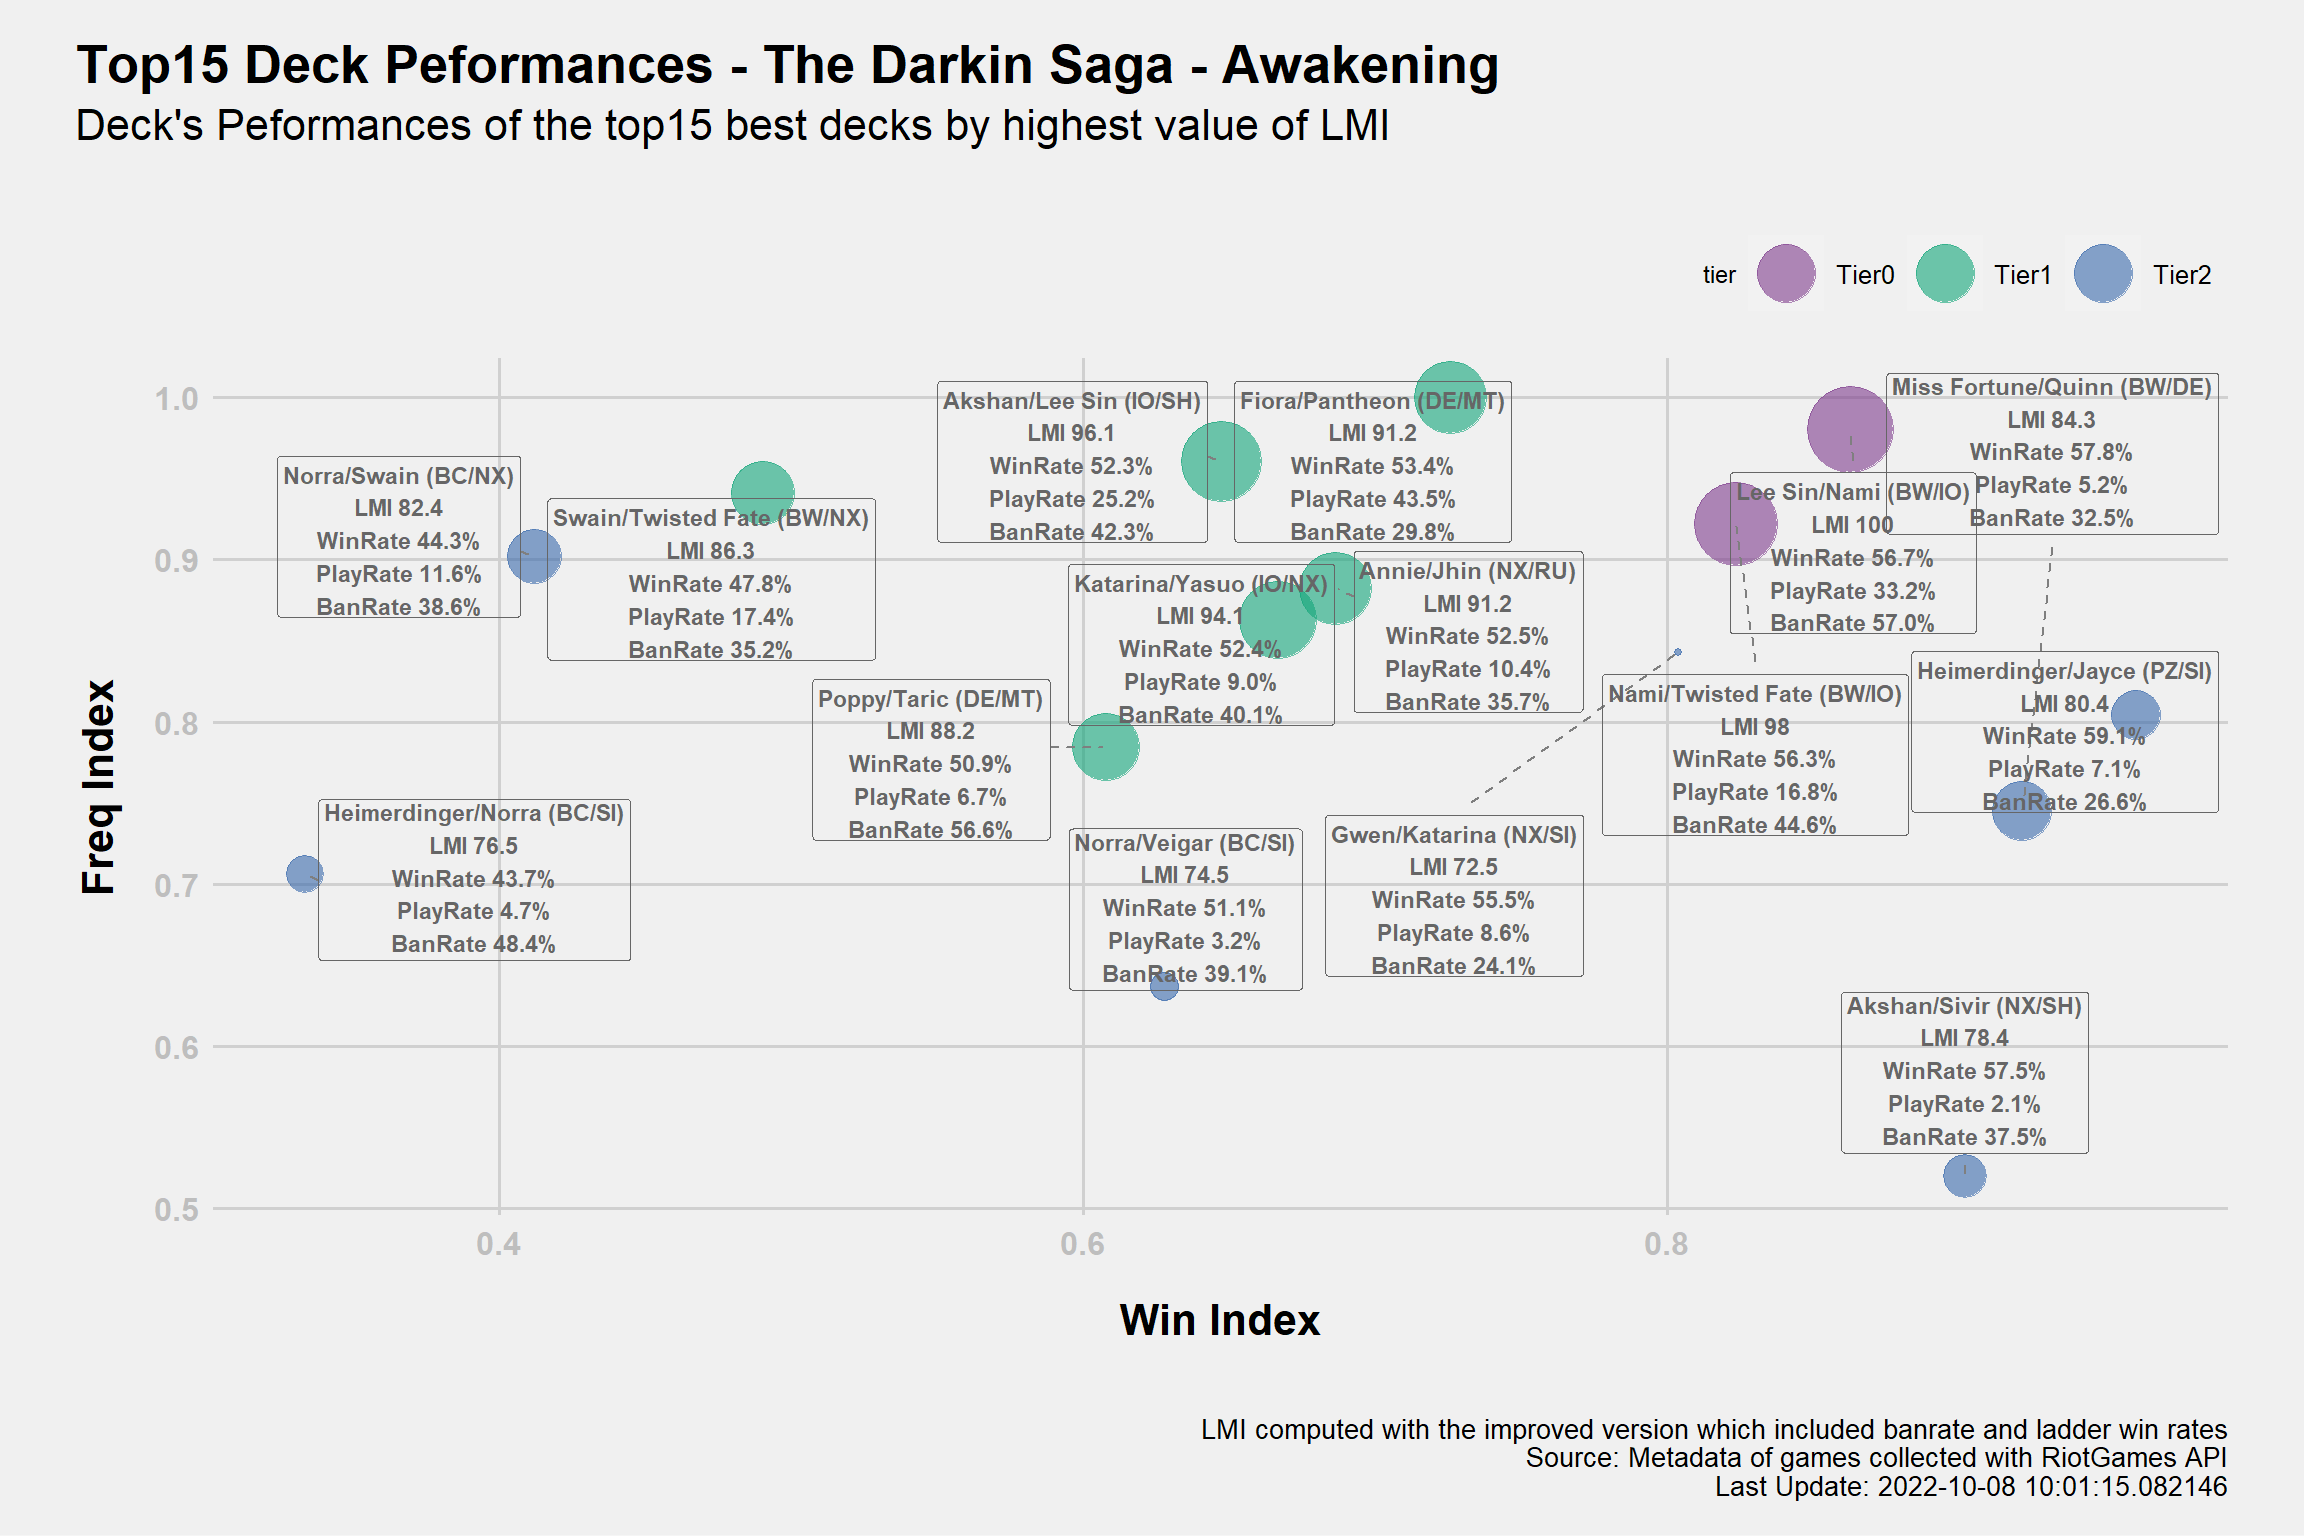 Top15 Deck Peformances - The Darkin Saga - Awakening
Deck's Peformances of the top15 best decks by highest value of LMI
tier
Tier0
Tier1
Tier2
Freq Index
1.0
0.9
0.8
0.7
0.6
0.5
Norra/Swain (BC/NX)
LMI 82.4
WinRate 44.3%
PlayRate 11.6%
BanRate 38.6%
Swain/Twisted Fate (BW/NX)
LMI 86.3
WinRate 47.8%
PlayRate 17.4%
BanRate 35.2%
Akshan/Lee Sin (IO/SH)
LMI 96.1
WinRate 52.3%
PlayRate 25.2%
BanRate 42.3%
Fiora/Pantheon (DE/MT)
LMI 91.2
WinRate 53.4%
PlayRate 43.5%
BanRate 29.8%
Miss Fortune/Quinn (BW/DE)
LMI 84.3
WinRate 57.8%
PlayRate 5.2%
BanRate 32.5%
Lee Sin/Nami (BW/IO)
LMI 100
WinRate 56.7%
PlayRate 33.2%
BanRate 57.0%
Katarina/Yasuo (IO/NX)
LMI 94.1
WinRate 52.4%
PlayRate 9.0%
BanRate 40.1%
Annie/Jhin (NX/RU)
LMI 91.2
WinRate 52.5%
PlayRate 10.4%
BanRate 35.7%
Poppy/Taric (DE/MT)
LMI 88.2
WinRate 50.9%
PlayRate 6.7%
BanRate 56.6%
Nami/Twisted Fate (BW/IO)
LMI 98
WinRate 56.3%
PlayRate 16.8%
BanRate 44.6%
Heimerdinger/Jayce (PZ/SI)
LMI 80.4
WinRate 59.1%
PlayRate 7.1%
BanRate 26.6%
Heimerdinger/Norra (BC/SI)
LMI 76.5
WinRate 43.7%
PlayRate 4.7%
BanRate 48.4%
Norra/Veigar (BC/SI)
LMI 74.5
WinRate 51.1%
PlayRate 3.2%
BanRate 39.1%
Gwen/Katarina (NX/SI)
LMI 72.5
WinRate 55.5%
PlayRate 8.6%
BanRate 24.1%
Akshan/Sivir (NX/SH)
LMI 78.4
WinRate 57.5%
PlayRate 2.1%
BanRate 37.5%
0.4
0.6
0.8
Win Index
LMI computed with the improved version which included banrate and ladder win rates
Source: Metadata of games collected with RiotGames API
Last Update: 2022-10-08 10:01:15.082146